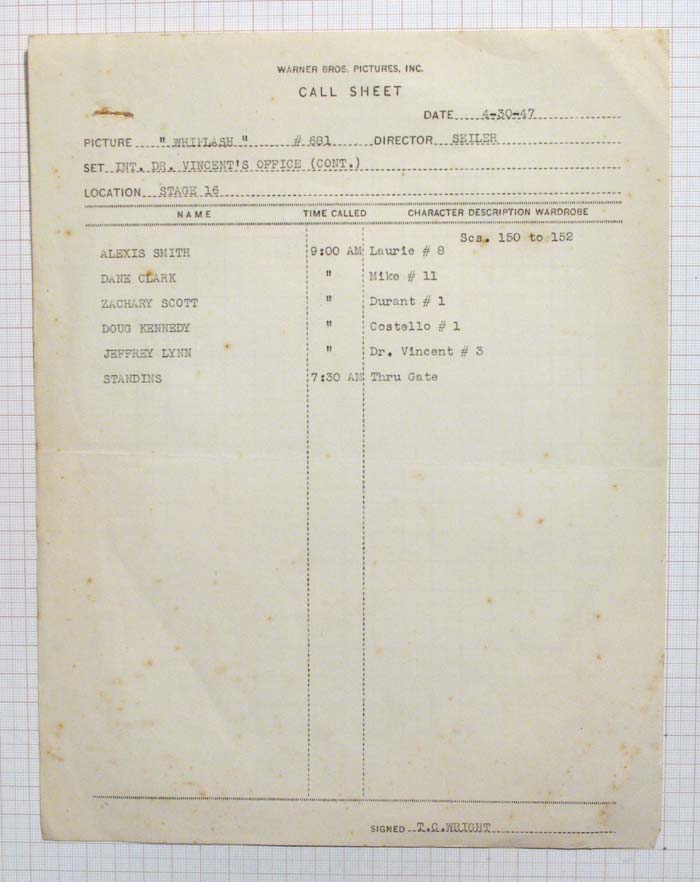 WARNER BROS. PICTURES, INC.
CALL SHEET
DATE 4-30-47
PICTURE " WHIPLASH " # 681 DIRECTOR SEILER
SET INT. DR. VINCENT'S OFFICE (CONT.)
LOCATION STAGE 16
NAME TIME CALLED CHARACTER DESCRIPTION WARDROBE
Scs. 150 to 152
ALEXIS SMITH 9:00 AM Laurie # 8
DANE CLARK " Mike # 11
ZACHARY SCOTT " Durant # 1
DOUG KENNEDY " Costello # 1
JEFFREY LYNN " Dr. Vincent # 3
STANDINS 7:30 AM Thru Gate
SIGNED T.C.WRIGHT